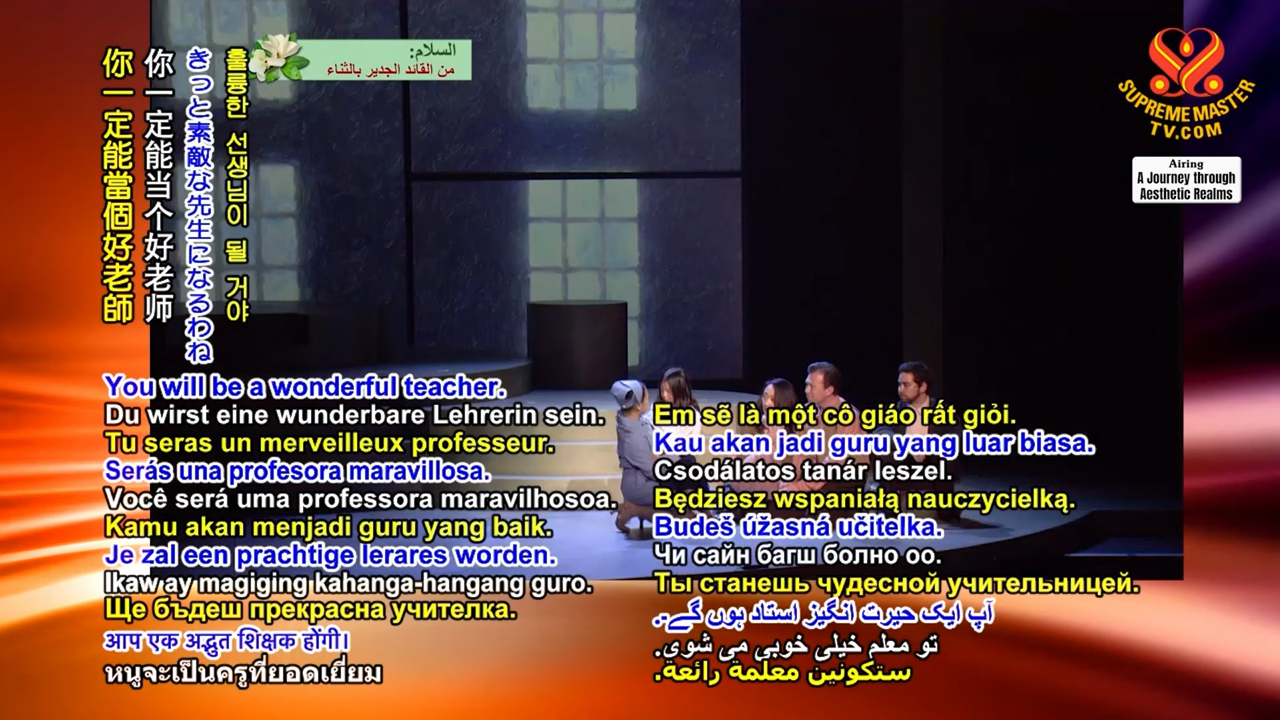 你一定能當個好老師
你一定能当个好老师
きっと素敵な先生になるわね
훌륭한 선생님이 될 거야
السلام:
من القائد الجدير بالثناء
SUPREME MASTER
TV.COM
Airing
A Journey through
Aesthetic Realms
You will be a wonderful teacher.
Du wirst eine wunderbare Lehrerin sein.
Tu seras un merveilleux professeur.
Serás una profesora maravillosa.
Você será uma professora maravilhosoa.
Kamu akan menjadi guru yang baik.
Je zal een prachtige lerares worden.
Ikaw ay magiging kahanga-hangang guro.
Ще бъдеш прекрасна учителка.
आप एक अद्भुत शिक्षक होंगी।
หนูจะเป็นครูที่ยอดเยี่ยม
Em sẽ là một cô giáo rất giỏi.
Kau akan jadi guru yang luar biasa.
Csodálatos tanár leszel.
Będziesz wspaniałą nauczycielką.
Budeš úžasná učitelka.
Чи сайн багш болно оо.
Ты станешь чудесной учительницей.
آپ ایک حیرت انگیز استاد ہوں گے۔.
تو معلم خیلی خوبی می شوی.
ستكونين معلمة رائعة.